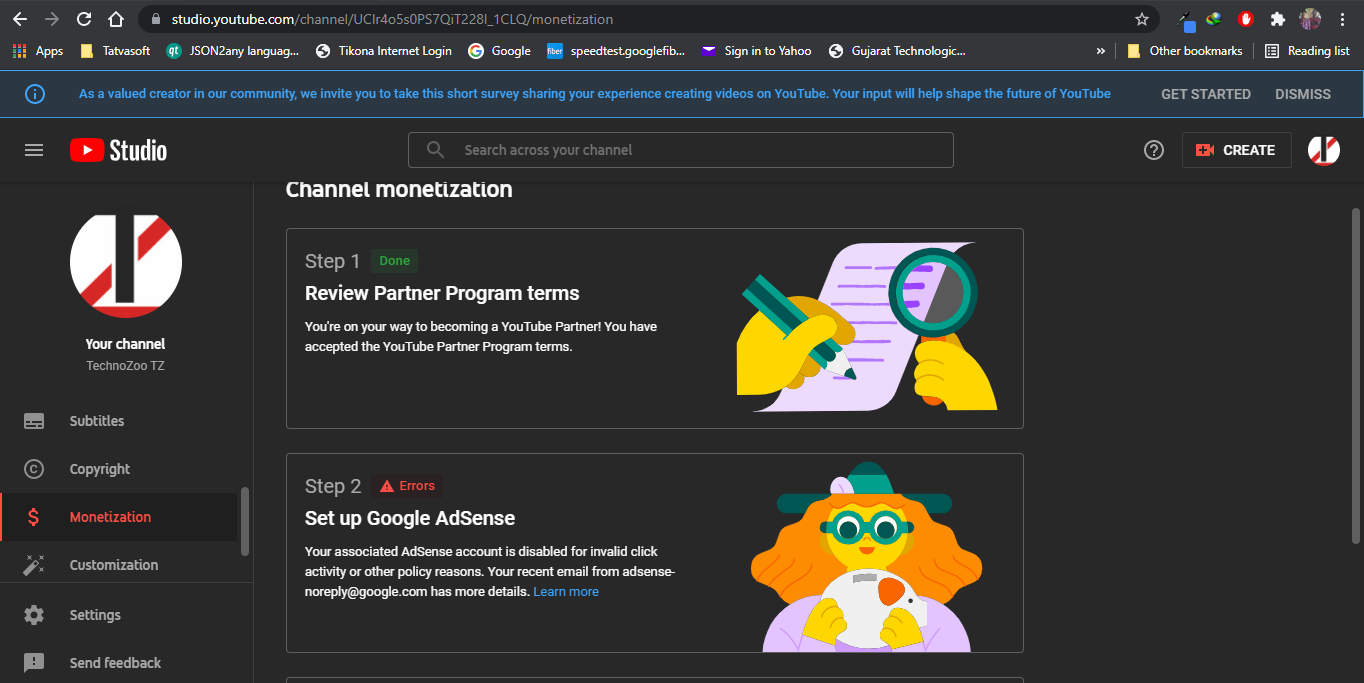 studio.youtube.com/channel/UCIr4o5s0PS7QiT228I_1CLQ/monetization
Apps Tatvasoft JSON2any languag... Tikona Internet Login Google speedtest.googlefib... Sign in to Yahoo Gujarat Technologic... » Other bookmarks Reading list
As a valued creator in our community, we invite you to take this short survey sharing your experience creating videos on YouTube. Your input will help shape the future of YouTube GET STARTED DISMISS
Studio Search across your channel CREATE
Channel monetization
Your channel
TechnoZoo TZ
Subtitles
Copyright
Monetization
Customization
Settings
Send feedback
Step 1 Done
Review Partner Program terms
You're on your way to becoming a YouTube Partner! You have
accepted the YouTube Partner Program terms.
Step 2 Errors
Set up Google AdSense
Your associated AdSense account is disabled for invalid click
activity or other policy reasons. Your recent email from adsense-
noreply@google.com has more details. Learn more